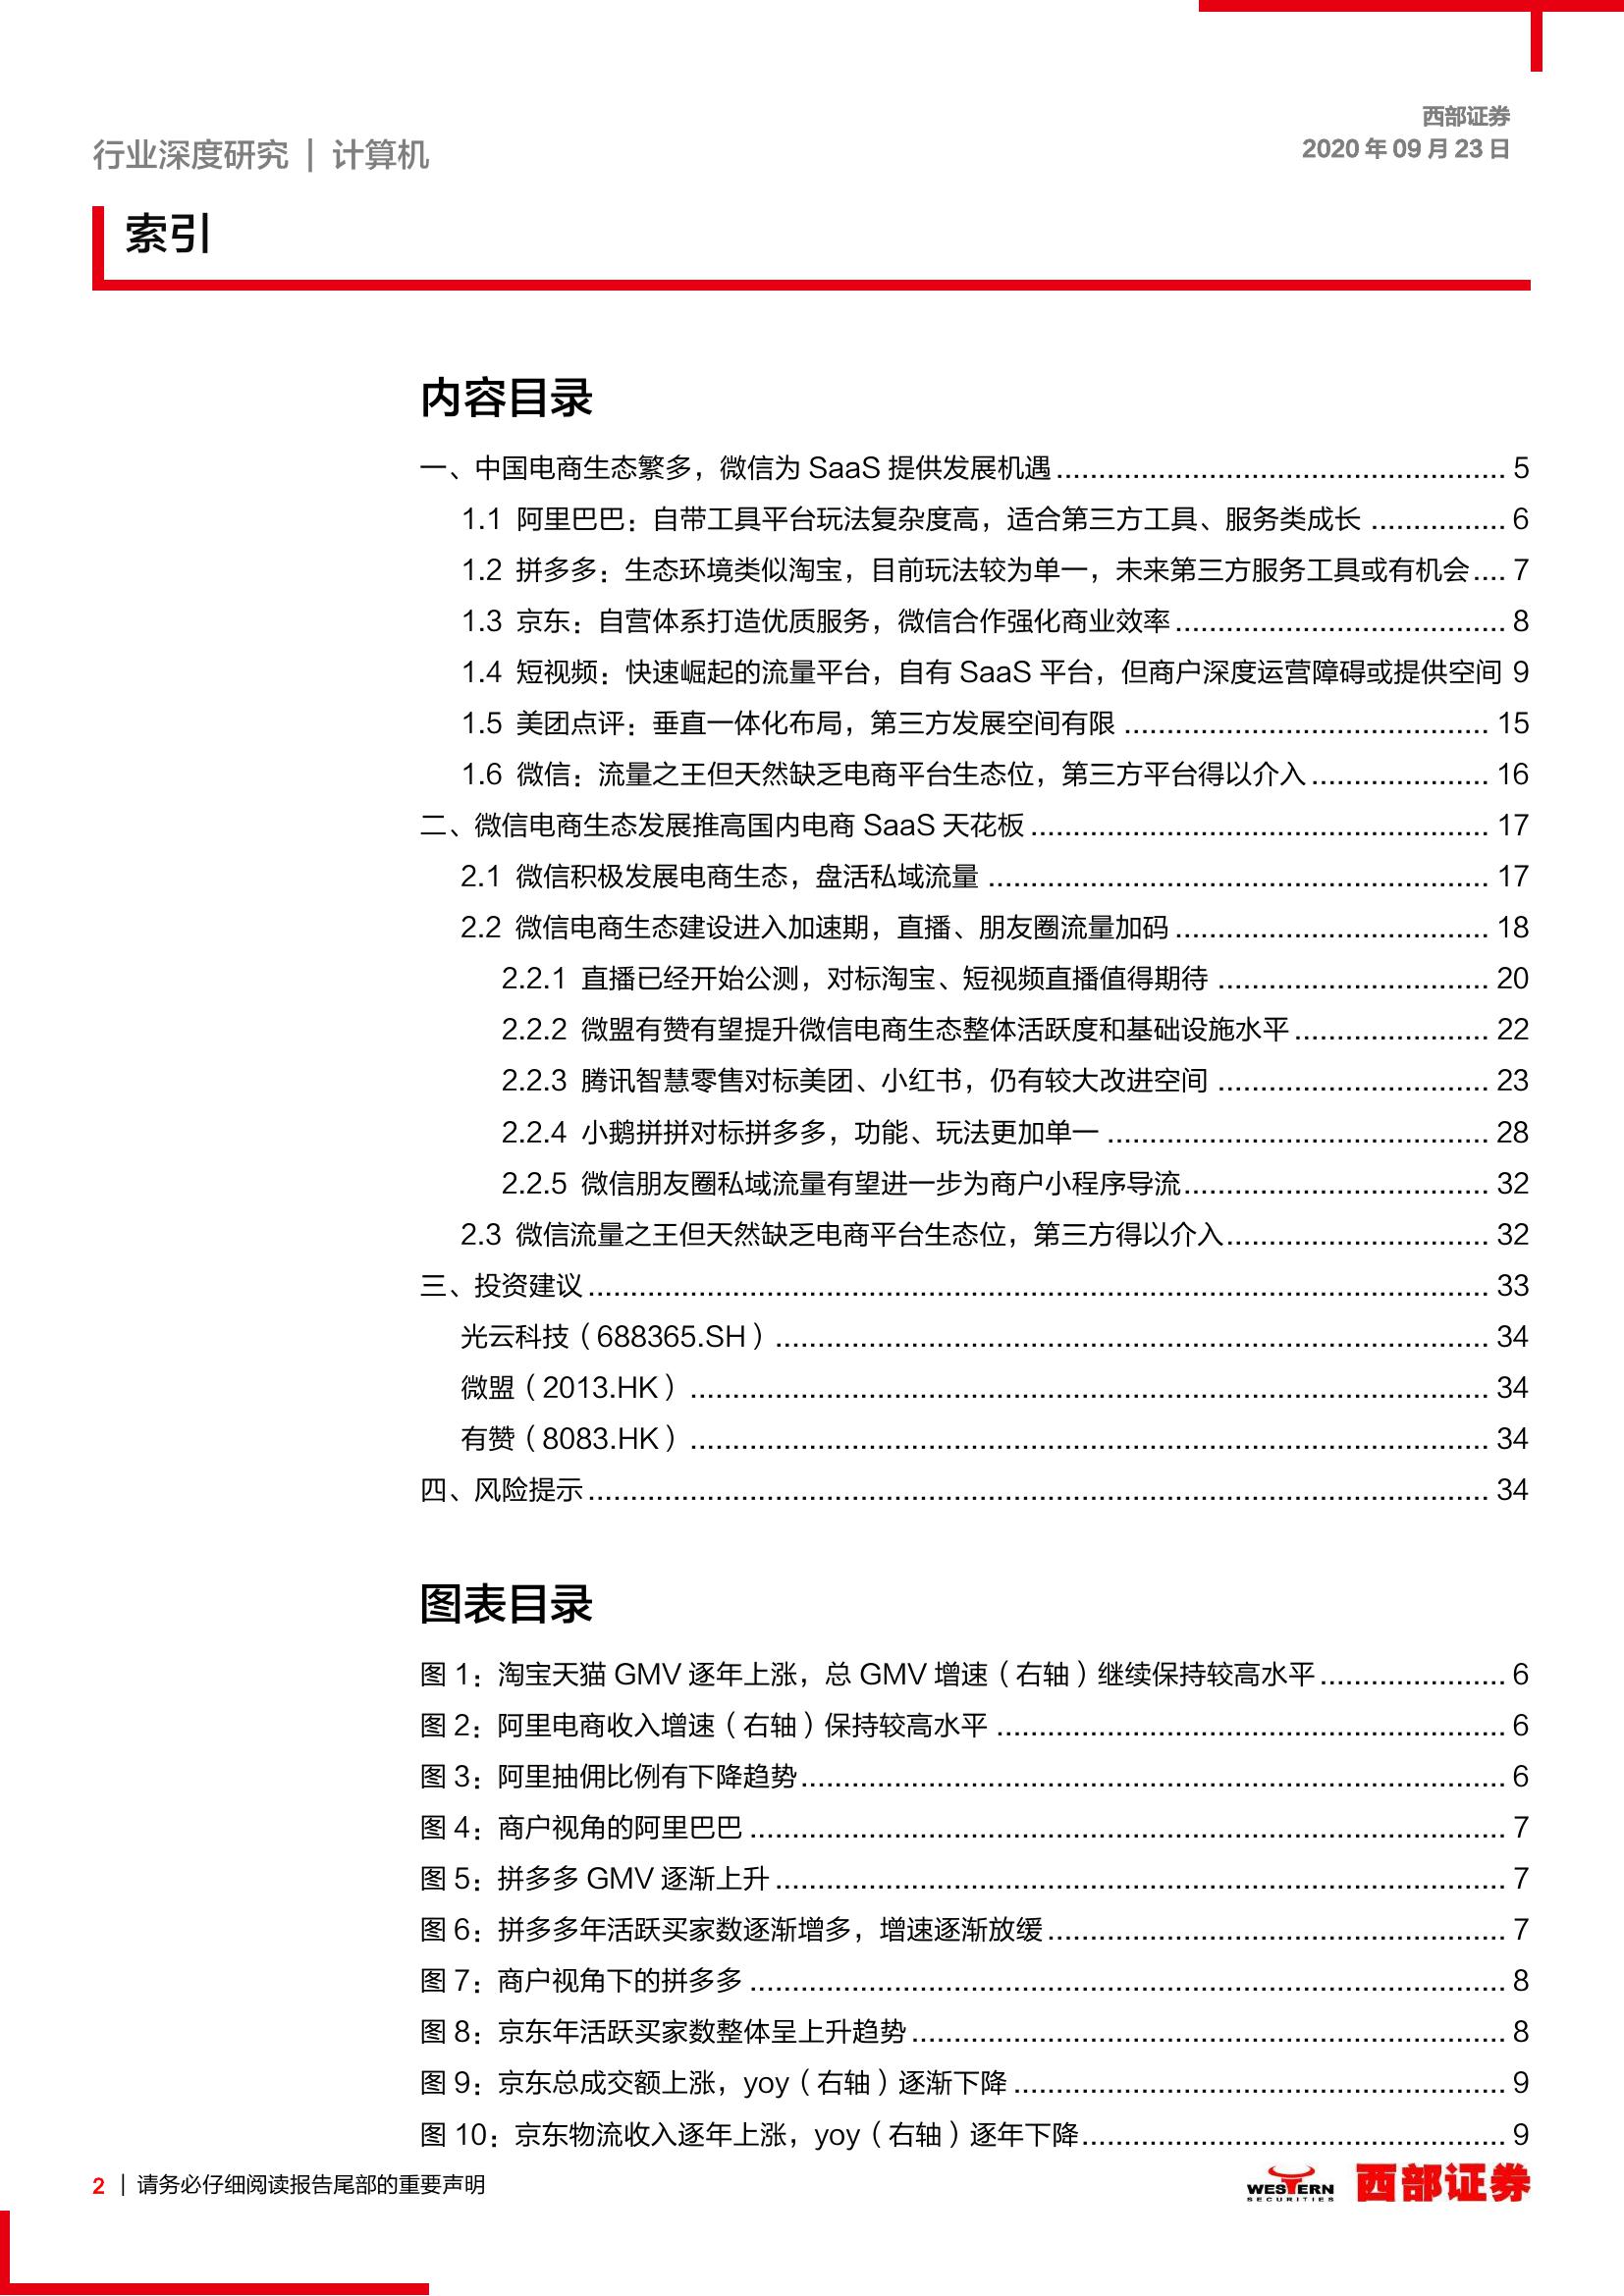 西部证券
行业深度研究 | 计算机
2020 年 09 月 23 日
索引
内容目录
一、中国电商生态繁多，微信为 SaaS 提供发展机遇 ........ 5
1.1 阿里巴巴：自带工具平台玩法复杂度高，适合第三方工具、服务类成长 ........ 6
1.2 拼多多：生态环境类似淘宝，目前玩法较为单一，未来第三方服务工具或有机会 .... 7
1.3 京东：自营体系打造优质服务，微信合作强化商业效率 ........ 8
1.4 短视频：快速崛起的流量平台，自有 SaaS 平台，但商户深度运营障碍或提供空间 9
1.5 美团点评：垂直一体化布局，第三方发展空间有限 ........ 15
1.6 微信：流量之王但天然缺乏电商平台生态位，第三方平台得以介入 ........ 16
二、微信电商生态发展推高国内电商 SaaS 天花板 ........ 17
2.1 微信积极发展电商生态，盘活私域流量 ........ 17
2.2 微信电商生态建设进入加速期，直播、朋友圈流量加码 ........ 18
2.2.1 直播已经开始公测，对标淘宝、短视频直播值得期待 ........ 20
2.2.2 微盟有赞有望提升微信电商生态整体活跃度和基础设施水平 ........ 22
2.2.3 腾讯智慧零售对标美团、小红书，仍有较大改进空间 ........ 23
2.2.4 小鹅拼拼对标拼多多，功能、玩法更加单一 ........ 28
2.2.5 微信朋友圈私域流量有望进一步为商户小程序导流 ........ 32
2.3 微信流量之王但天然缺乏电商平台生态位，第三方得以介入 ........ 32
三、投资建议 ........ 33
光云科技（688365.SH） ........ 34
微盟（2013.HK） ........ 34
有赞（8083.HK） ........ 34
四、风险提示 ........ 34
图表目录
图 1：淘宝天猫 GMV 逐年上涨，总 GMV 增速（右轴）继续保持较高水平 ........ 6
图 2：阿里电商收入增速（右轴）保持较高水平 ........ 6
图 3：阿里抽佣比例有下降趋势 ........ 6
图 4：商户视角的阿里巴巴 ........ 7
图 5：拼多多 GMV 逐渐上升 ........ 7
图 6：拼多多年活跃买家数逐渐增多，增速逐渐放缓 ........ 7
图 7：商户视角下的拼多多 ........ 8
图 8：京东年活跃买家数整体呈上升趋势 ........ 8
图 9：京东总成交额上涨，yoy（右轴）逐渐下降 ........ 9
图 10：京东物流收入逐年上涨，yoy（右轴）逐年下降 ........ 9
2 | 请务必仔细阅读报告尾部的重要声明
WESTERN
SECURITIES
西部证券